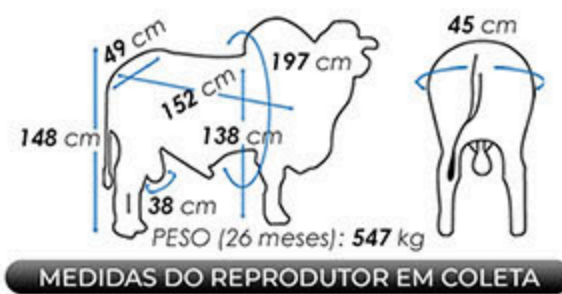 49 cm
45 cm
197 cm
152 cm
148 cm
138 cm
38 cm
PESO (26 meses): 547 kg
MEDIDAS DO REPRODUTOR EM COLETA